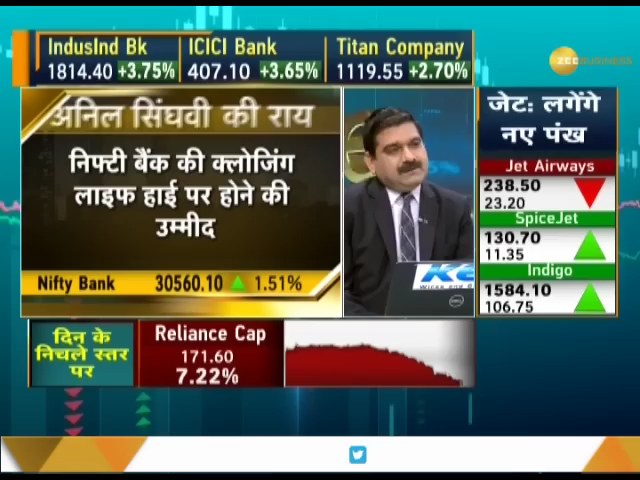 IndusInd Bk
1814.40 +3.75%
ICICI Bank
407.10 +3.65%
Titan Company
1119.55 +2.70%
ZEE BUSINESS
अनिल सिंघवी की राय
निफ्टी बैंक की क्लोजिंग
लाइफ हाई पर होने की
उम्मीद
Nifty Bank 30560.10 1.51%
DELL
जेट: लगेंगे
नए पंख
Jet Airways
238.50
23.20
SpiceJet
130.70
11.35
Indigo
1584.10
106.75
दिन के
निचले स्तर
पर
Reliance Cap
171.60
7.22%